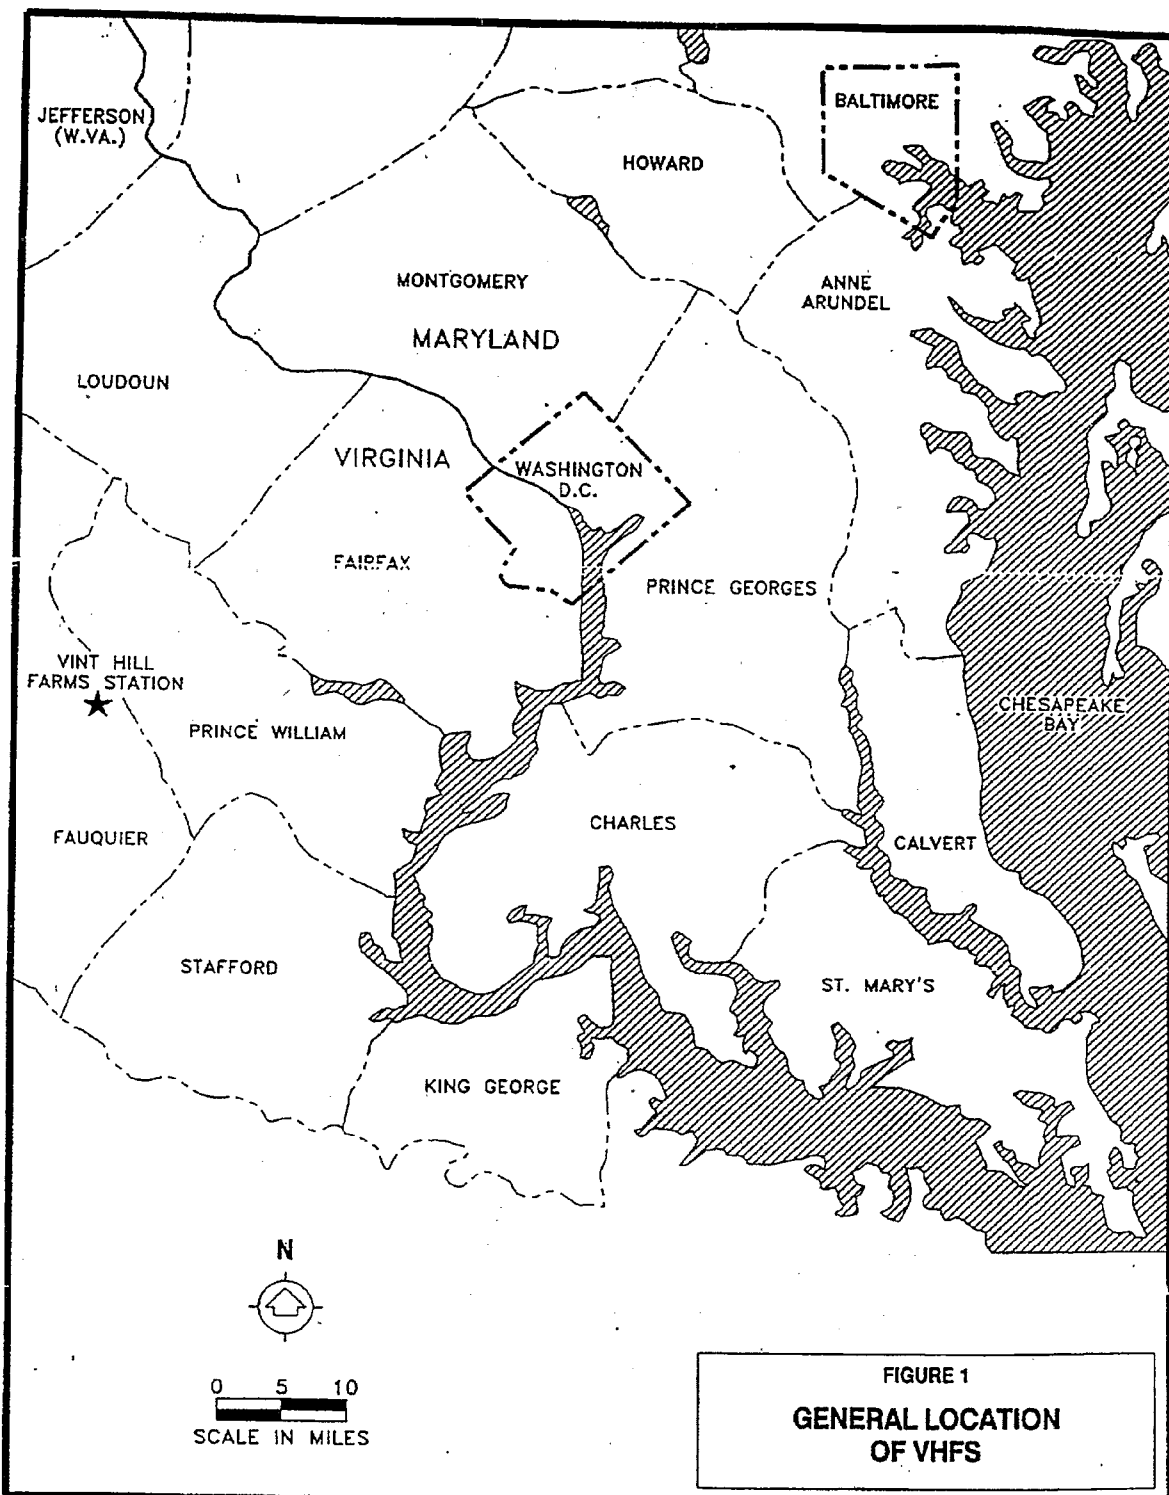 JEFFERSON
(W.VA.)
BALTIMORE
HOWARD
MONTGOMERY
ANNE
ARUNDEL
MARYLAND
LOUDOUN
VIRGINIA
WASHINGTON
D.C.
FAIRFAX
PRINCE GEORGES
VINT HILL
FARMS STATION
CHESAPEAKE
BAY
PRINCE WILLIAM
CHARLES
FAUQUIER
CALVERT
STAFFORD
ST. MARY'S
KING GEORGE
N
0 5 10
SCALE IN MILES
FIGURE 1
GENERAL LOCATION
OF VHFS